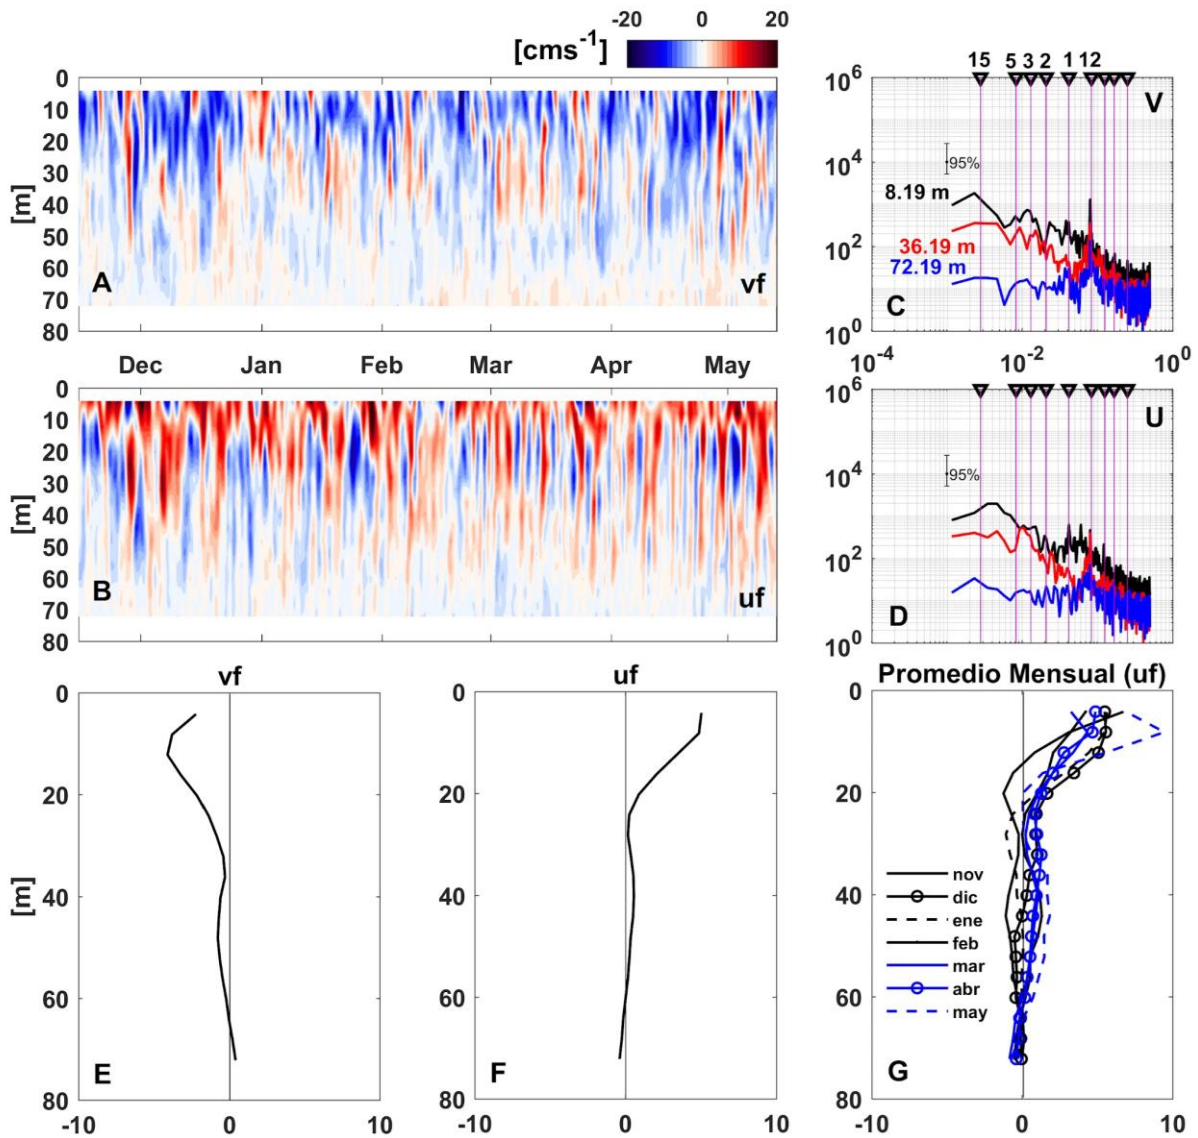 -20 0 20
[cms-1]
0
10
20
30
40
50
60
70
80
[m]
A
vf
Dec Jan Feb Mar Apr May
0
10
20
30
40
50
60
70
80
[m]
B
uf
15 5 3 2 1 12
10^6
10^4
10^2
10^0
V
95%
8.19 m
36.19 m
72.19 m
C
10^-4 10^-2 10^0
10^6
10^4
10^2
10^0
U
95%
D
vf
0
20
40
60
80
[m]
E
-10 0 10
uf
0
20
40
60
80
F
-10 0 10
Promedio Mensual (uf)
0
20
40
60
80
nov
dic
ene
feb
mar
abr
may
G
-10 0 10